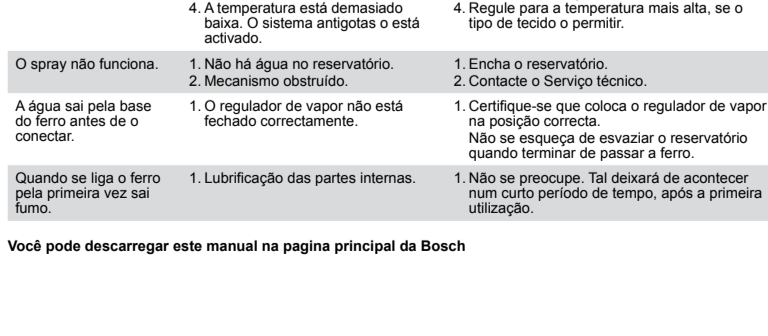 4. A temperatura está demasiado
baixa. O sistema antigotas o está
activado.
4. Regule para a temperatura mais alta, se o
tipo de tecido o permitir.
O spray não funciona.
1. Não há água no reservatório.
2. Mecanismo obstruído.
1. Encha o reservatório.
2. Contacte o Serviço técnico.
A água sai pela base
do ferro antes de o
conectar.
1. O regulador de vapor não está
fechado correctamente.
1. Certifique-se que coloca o regulador de vapor
na posição correcta.
Não se esqueça de esvaziar o reservatório
quando terminar de passar a ferro.
Quando se liga o ferro
pela primeira vez sai
fumo.
1. Lubrificação das partes internas.
1. Não se preocupe. Tal deixará de acontecer
num curto período de tempo, após a primeira
utilização.
Você pode descarregar este manual na pagina principal da Bosch